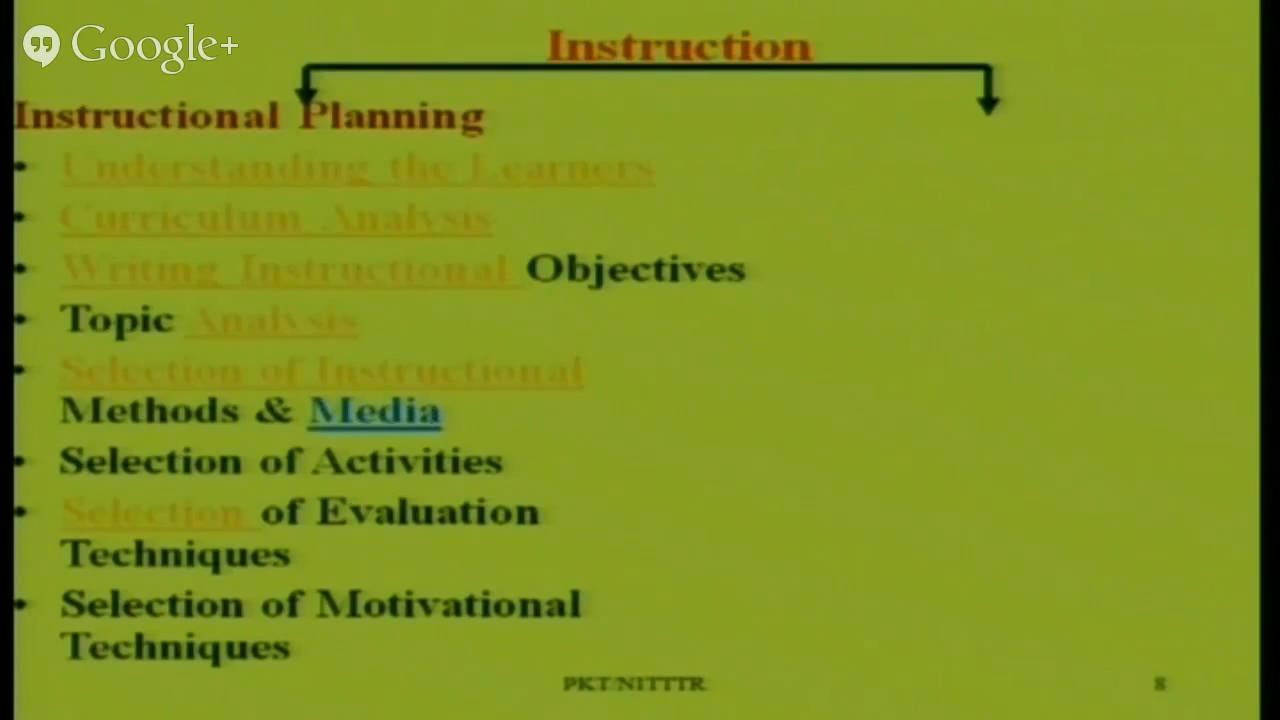 Google+
Instruction
Instructional Planning
• Understanding the Learners
• Curriculum Analysis
• Writing Instructional Objectives
• Topic Analysis
• Selection of Instructional
Methods & Media
• Selection of Activities
• Selection of Evaluation
Techniques
• Selection of Motivational
Techniques
PKT/NITTTR
8